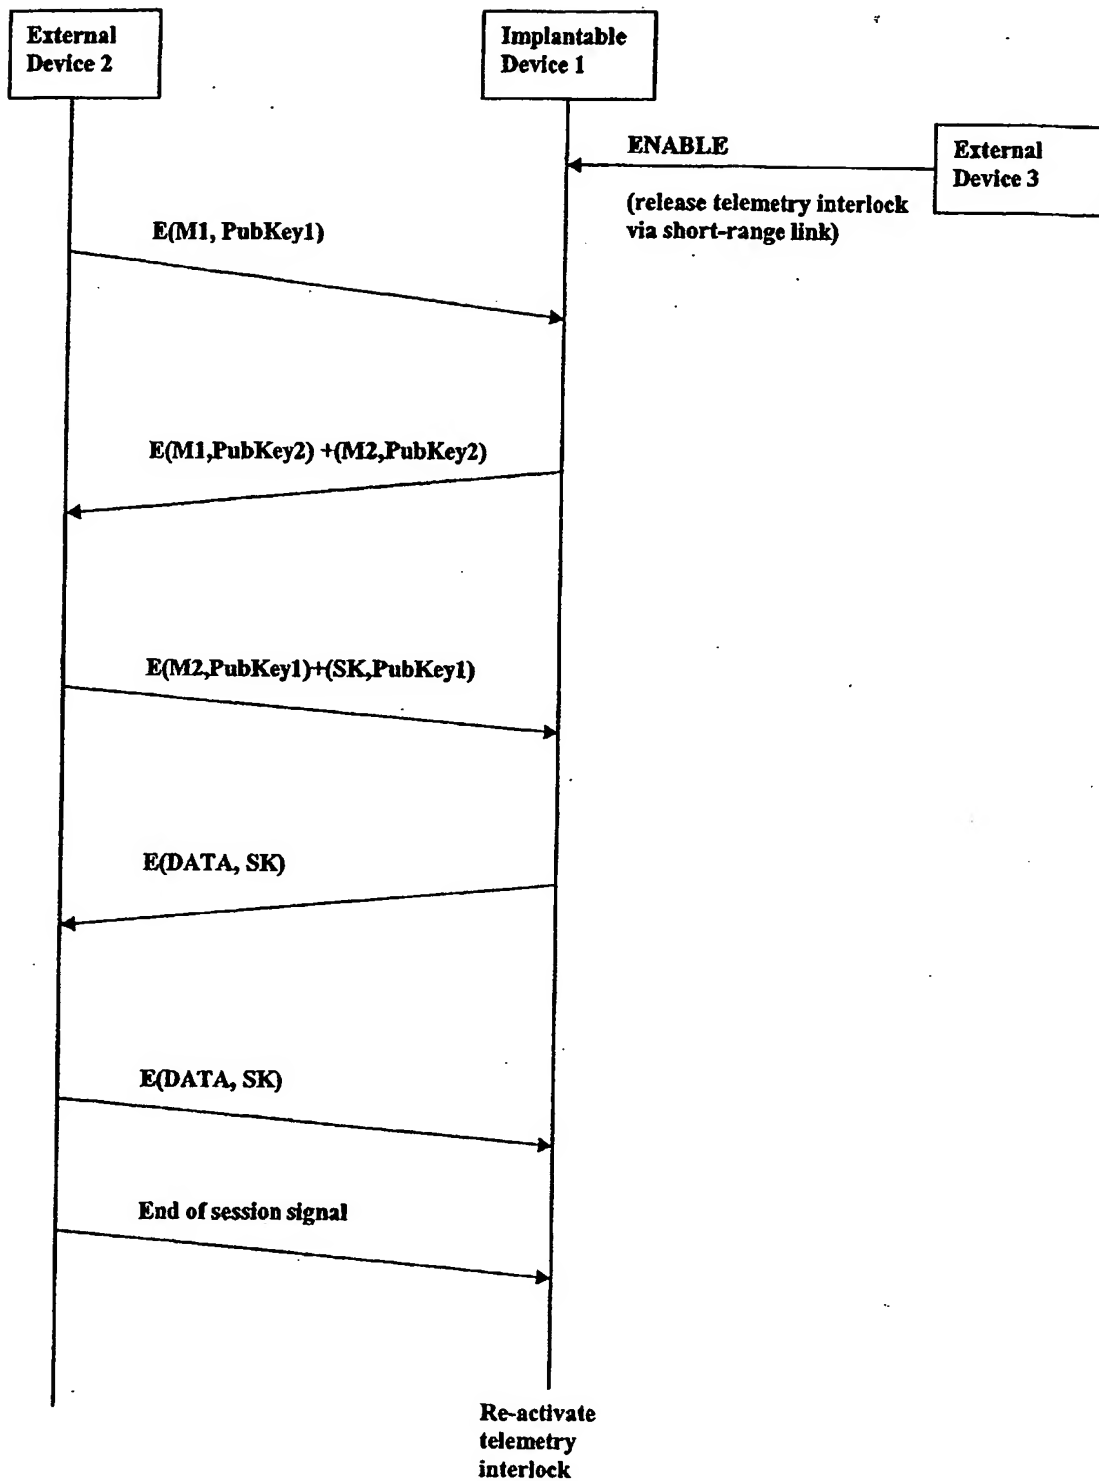 External
Device 2
Implantable
Device 1
ENABLE
External
Device 3
(release telemetry interlock
via short-range link)
E(M1, PubKey1)
E(M1,PubKey2) +(M2,PubKey2)
E(M2,PubKey1)+(SK,PubKey1)
E(DATA, SK)
E(DATA, SK)
End of session signal
Re-activate
telemetry
interlock